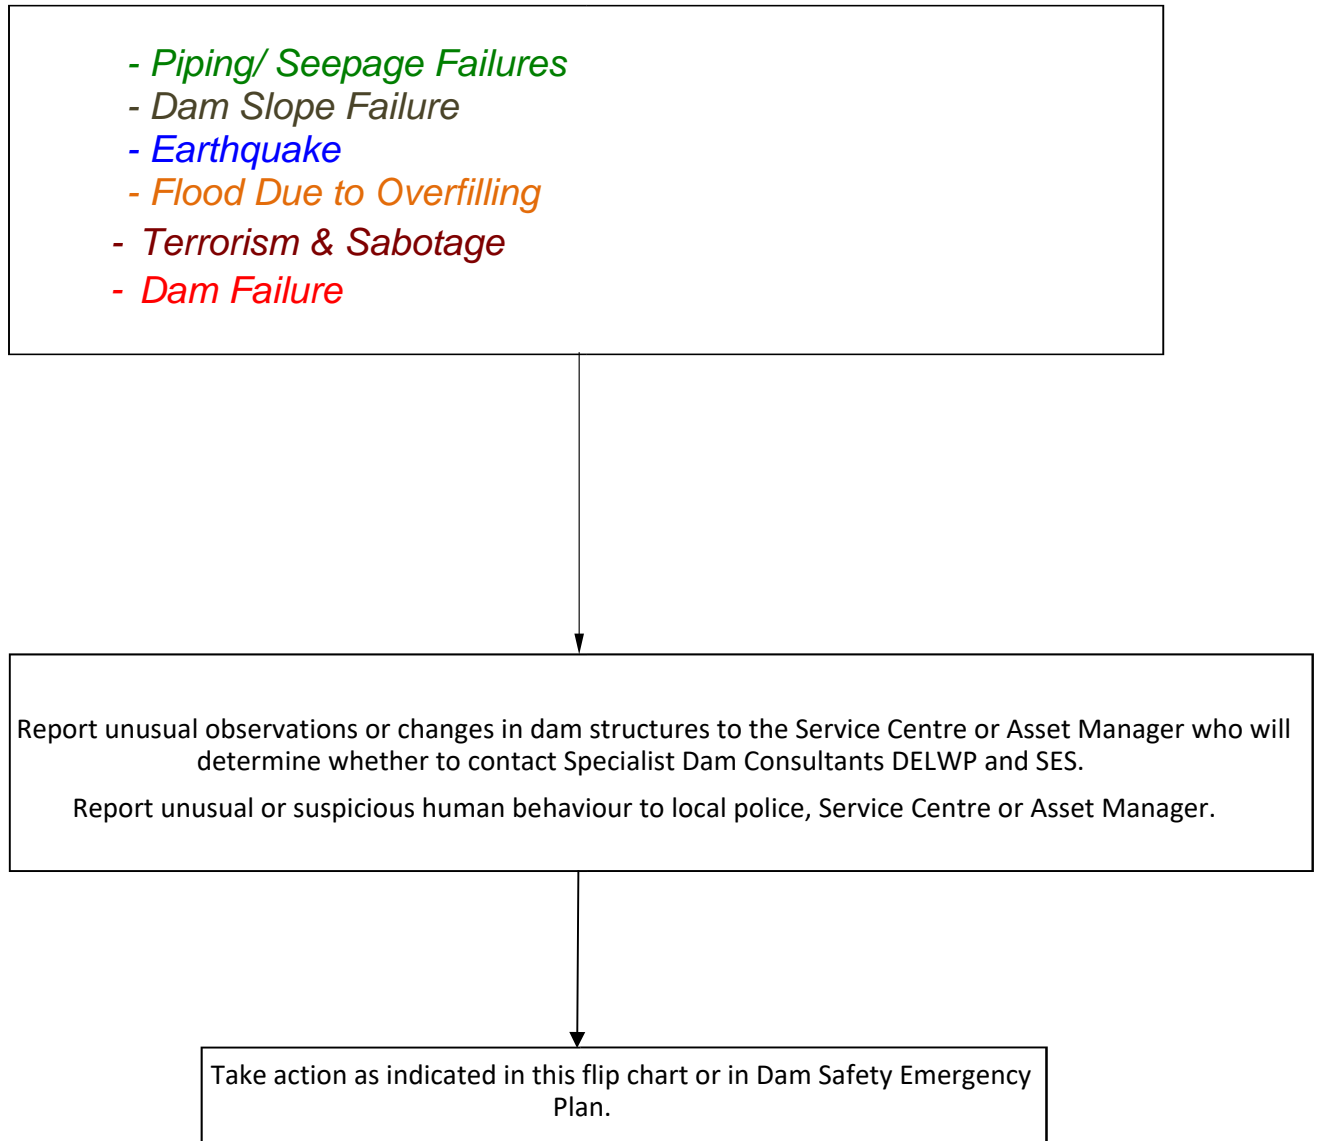 - Piping/ Seepage Failures
- Dam Slope Failure
- Earthquake
- Flood Due to Overfilling
- Terrorism & Sabotage
- Dam Failure
Report unusual observations or changes in dam structures to the Service Centre or Asset Manager who will
determine whether to contact Specialist Dam Consultants DELWP and SES.
Report unusual or suspicious human behaviour to local police, Service Centre or Asset Manager.
Take action as indicated in this flip chart or in Dam Safety Emergency
Plan.